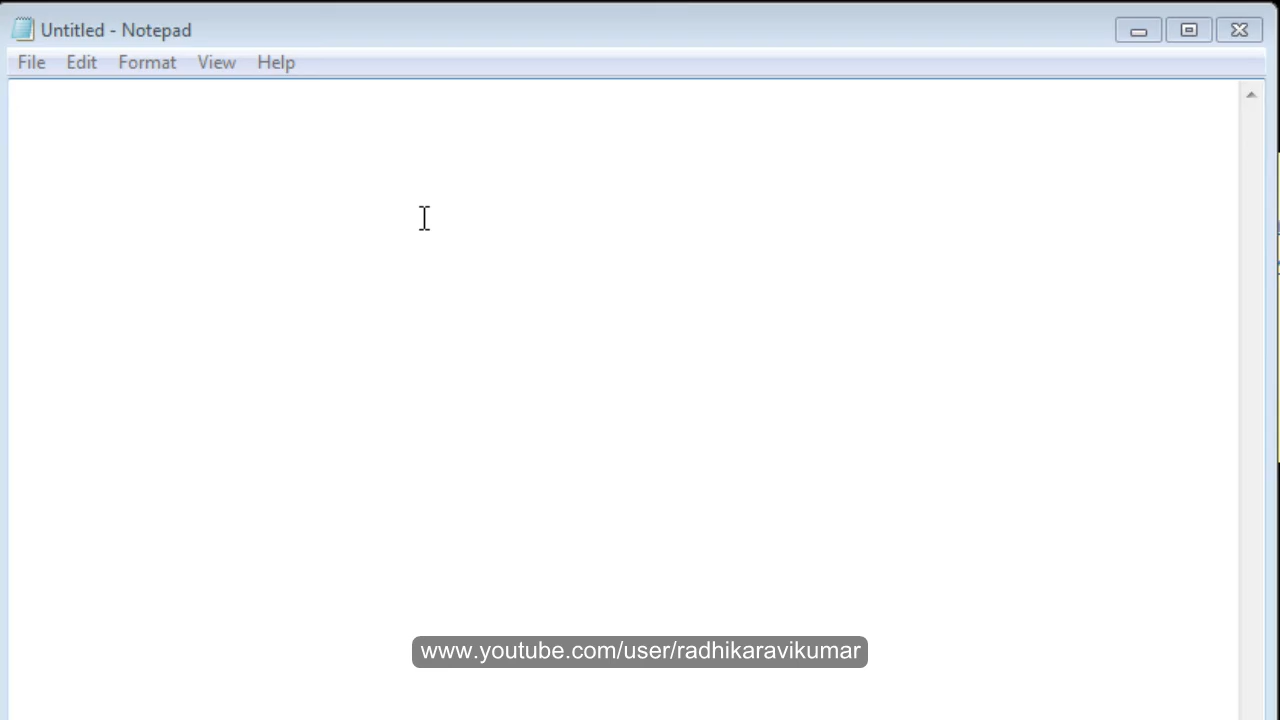 Untitled - Notepad
File Edit Format View Help
www.youtube.com/user/radhikaravikumar